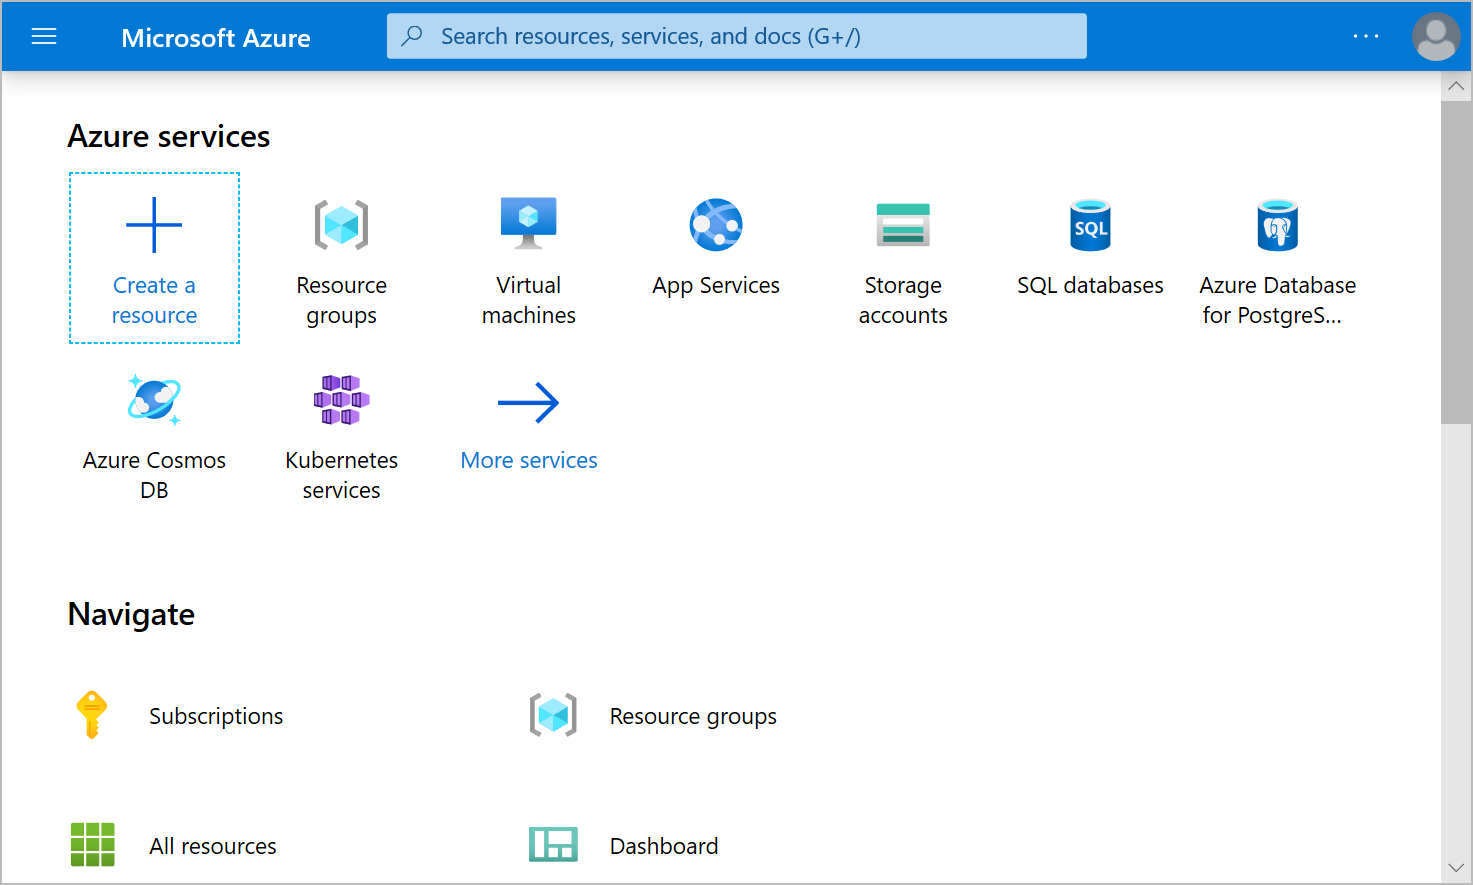 Microsoft Azure
Search resources, services, and docs (G+/)
Azure services
Create a
resource
Resource
groups
Virtual
machines
App Services
Storage
accounts
SQL
SQL databases
Azure Database
for PostgreS...
Azure Cosmos
DB
Kubernetes
services
More services
Navigate
Subscriptions
Resource groups
All resources
Dashboard